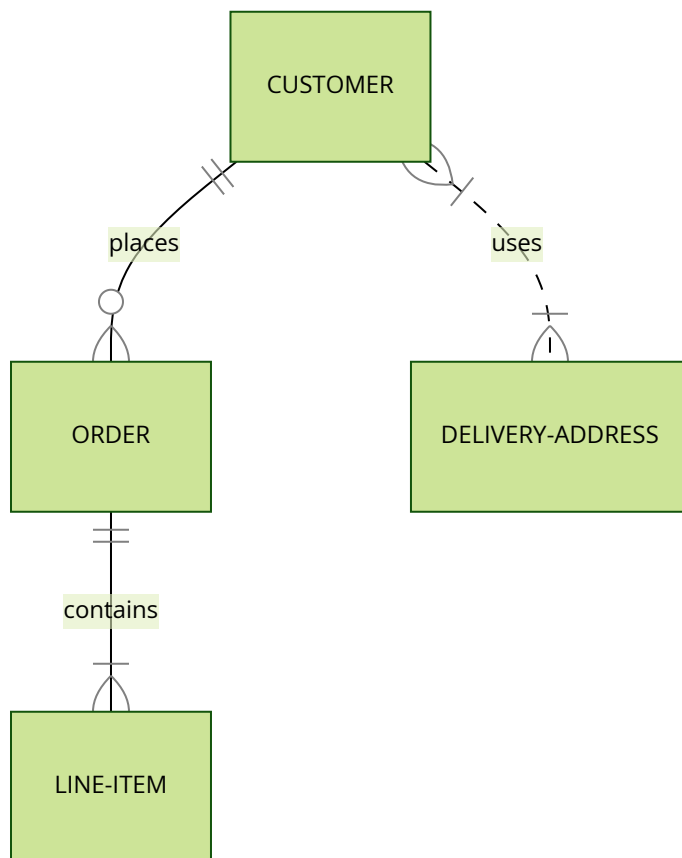 CUSTOMER
places
uses
ORDER
DELIVERY-ADDRESS
contains
LINE-ITEM